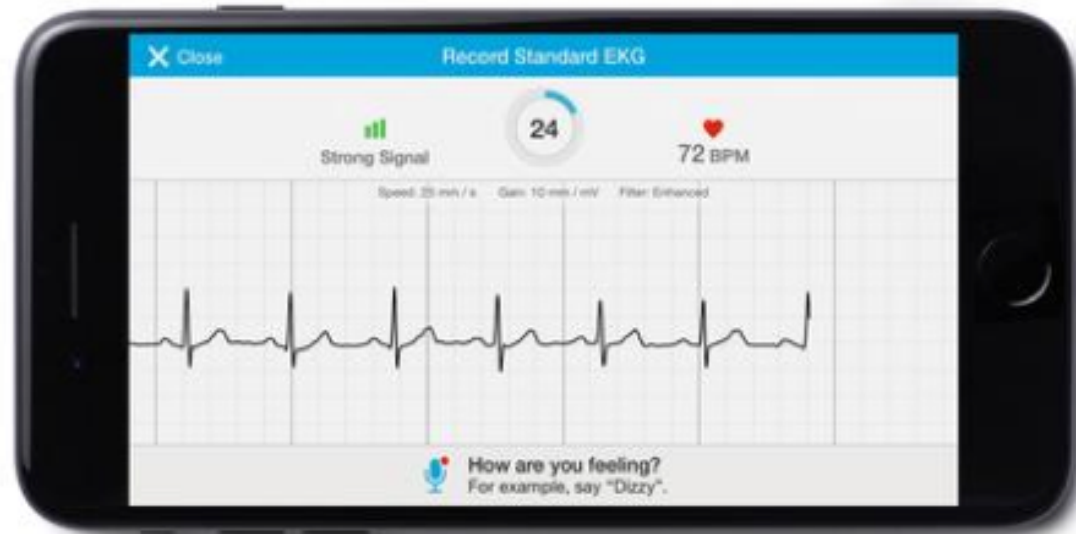 Close
Record Standard EKG
24
Strong Signal
72 BPM
Speed: 25 mm / s Gain: 10 mm / mV Filter: Enhanced
How are you feeling?
For example, say "Dizzy".